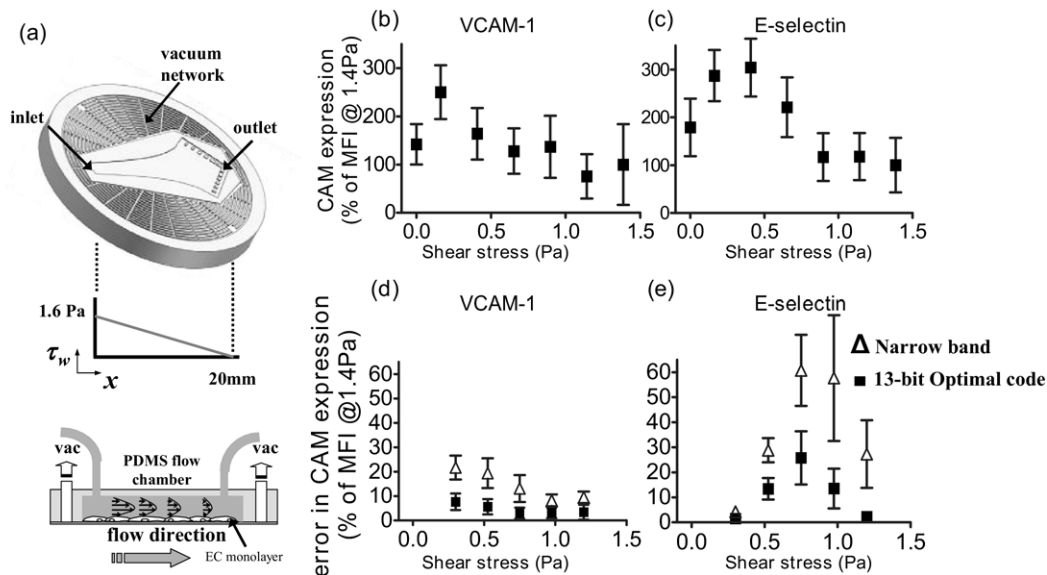 (a)
vacuum
network
inlet
outlet
1.6 Pa
τw
x
20mm
vac
vac
PDMS flow
chamber
flow direction
EC monolayer
(b)
VCAM-1
CAM expression
(% of MFI @ 1.4Pa)
300
200
100
0
0.0 0.5 1.0 1.5
Shear stress (Pa)
(c)
E-selectin
300
200
100
0
0.0 0.5 1.0 1.5
Shear stress (Pa)
(d)
VCAM-1
error in CAM expression
(% of MFI @1.4Pa)
60
50
40
30
20
10
0
0.0 0.5 1.0 1.5
Shear stress (Pa)
(e)
E-selectin
60
50
40
30
20
10
0
0.0 0.5 1.0 1.5
Shear stress (Pa)
Δ Narrow band
■ 13-bit Optimal code